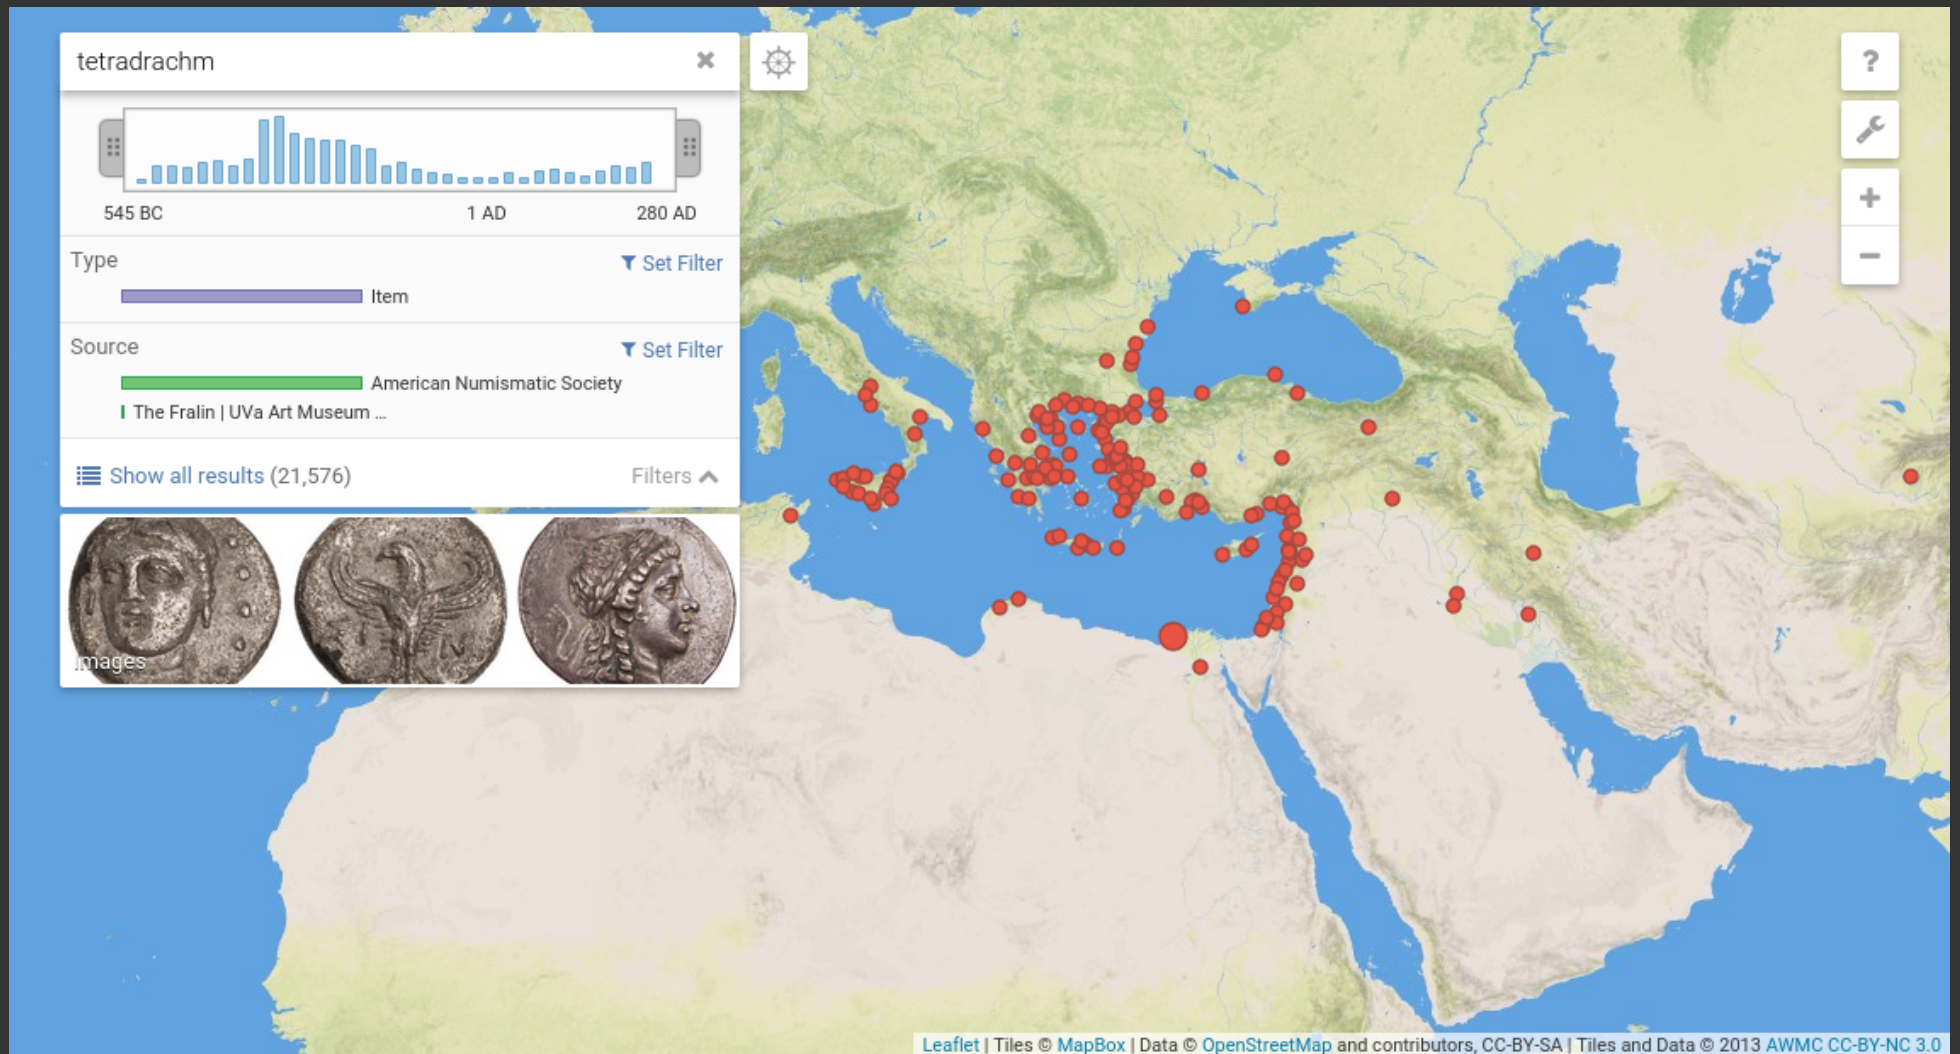 tetradrachm
545 BC 1 AD 280 AD
Type Set Filter
Item
Source Set Filter
American Numismatic Society
The Fralin | UVa Art Museum ...
Show all results (21,576) Filters
Images
?
+
−
Leaflet | Tiles © MapBox | Data © OpenStreetMap and contributors, CC-BY-SA | Tiles and Data © 2013 AWMC CC-BY-NC 3.0